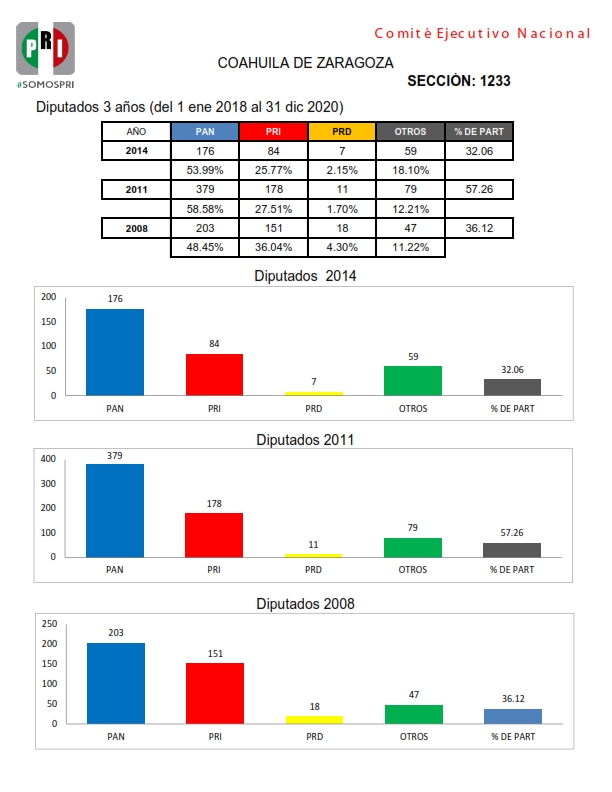 Comité Ejecutivo Nacional
PRI
#SOMOSPRI
COAHUILA DE ZARAGOZA
SECCIÓN: 1233
Diputados 3 años (del 1 ene 2018 al 31 dic 2020)
AÑO PAN PRI PRD OTROS % DE PART
2014 176 84 7 59 32.06
53.99% 25.77% 2.15% 18.10%
2011 379 178 11 79 57.26
58.58% 27.51% 1.70% 12.21%
2008 203 151 18 47 36.12
48.45% 36.04% 4.30% 11.22%
Diputados 2014
200
150
100
50
0
176 84 7 59 32.06
PAN PRI PRD OTROS % DE PART
Diputados 2011
400
300
200
100
0
379 178 11 79 57.26
PAN PRI PRD OTROS % DE PART
Diputados 2008
250
200
150
100
50
0
203 151 18 47 36.12
PAN PRI PRD OTROS % DE PART